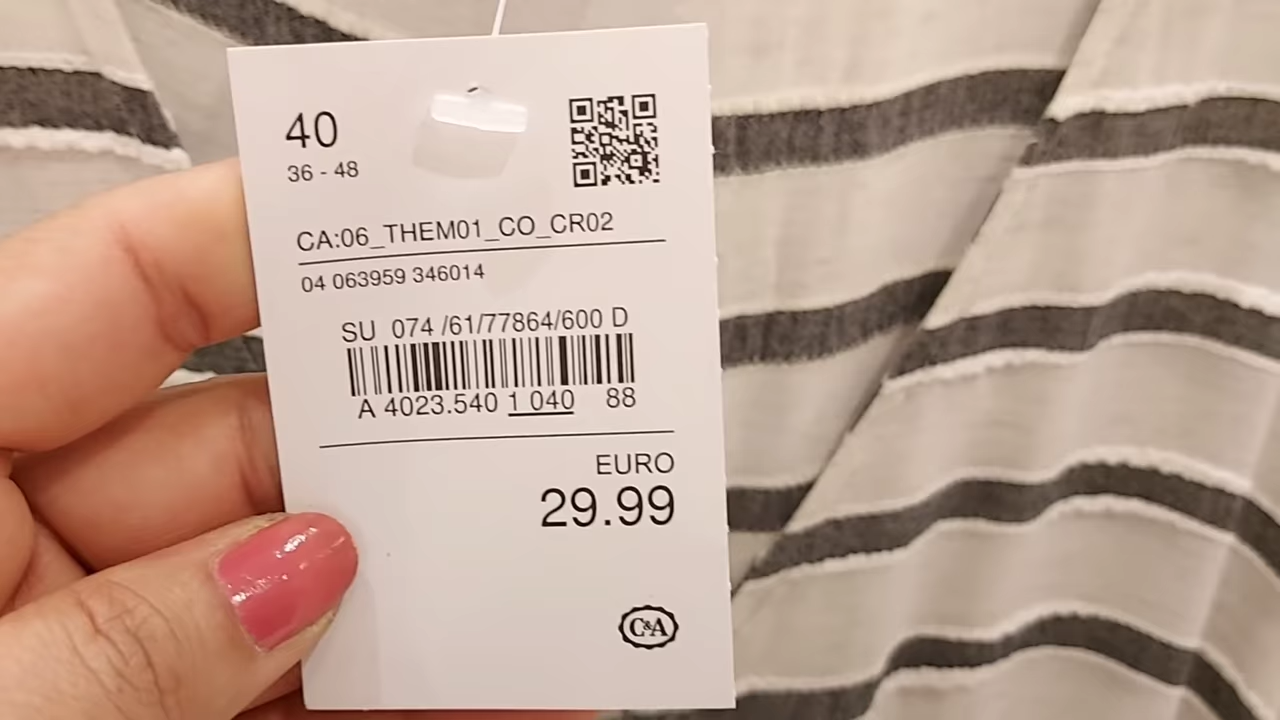 40
36 - 48
CA:06_THEM01_CO_CR02
04 063959 346014
SU 074 /61/77864/600 D
A 4023.540 1 040 88
EURO
29.99
C&A